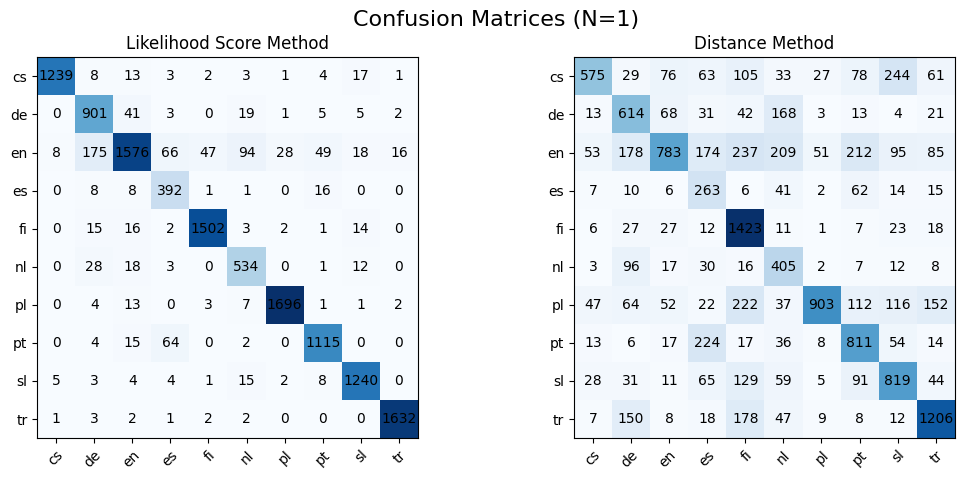 Confusion Matrices (N=1)
Likelihood Score Method
cs 1239 8 13 3 2 3 1 4 17 1
de 0 901 41 3 0 19 1 5 5 2
en 8 175 1576 66 47 94 28 49 18 16
es 0 8 8 392 1 1 0 16 0 0
fi 0 15 16 2 1502 3 2 1 14 0
nl 0 28 18 3 0 534 0 1 12 0
pl 0 4 13 0 3 7 1696 1 1 2
pt 0 4 15 64 0 2 0 1115 0 0
sl 5 3 4 4 1 15 2 8 1240 0
tr 1 3 2 1 2 2 0 0 0 1632
cs de en es fi nl pl pt sl tr
Distance Method
cs 575 29 76 63 105 33 27 78 244 61
de 13 614 68 31 42 168 3 13 4 21
en 53 178 783 174 237 209 51 212 95 85
es 7 10 6 263 6 41 2 62 14 15
fi 6 27 27 12 1423 11 1 7 23 18
nl 3 96 17 30 16 405 2 7 12 8
pl 47 64 52 22 222 37 903 112 116 152
pt 13 6 17 224 17 36 8 811 54 14
sl 28 31 11 65 129 59 5 91 819 44
tr 7 150 8 18 178 47 9 8 12 1206
cs de en es fi nl pl pt sl tr